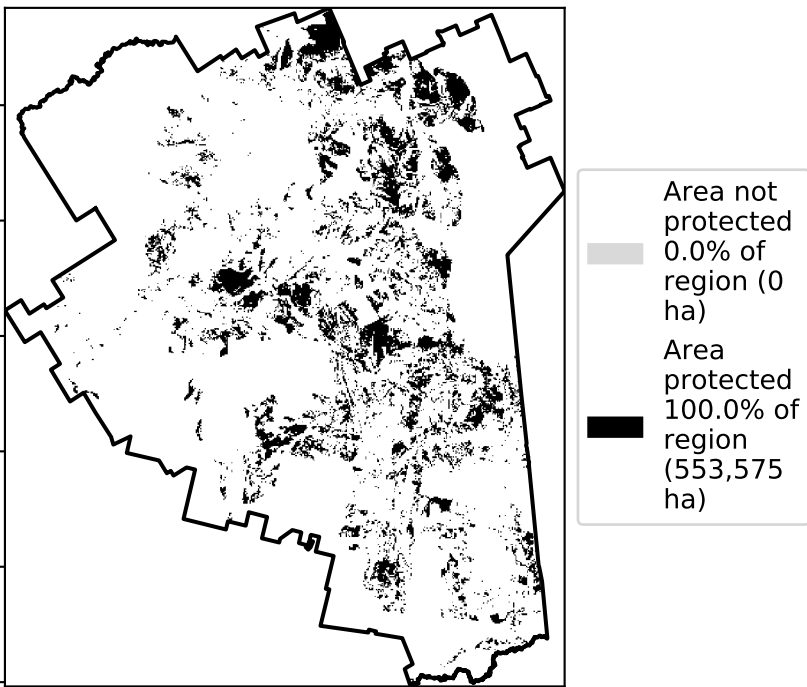 Area not
protected
0.0% of
region (0
ha)
Area
protected
100.0% of
region
(553,575
ha)